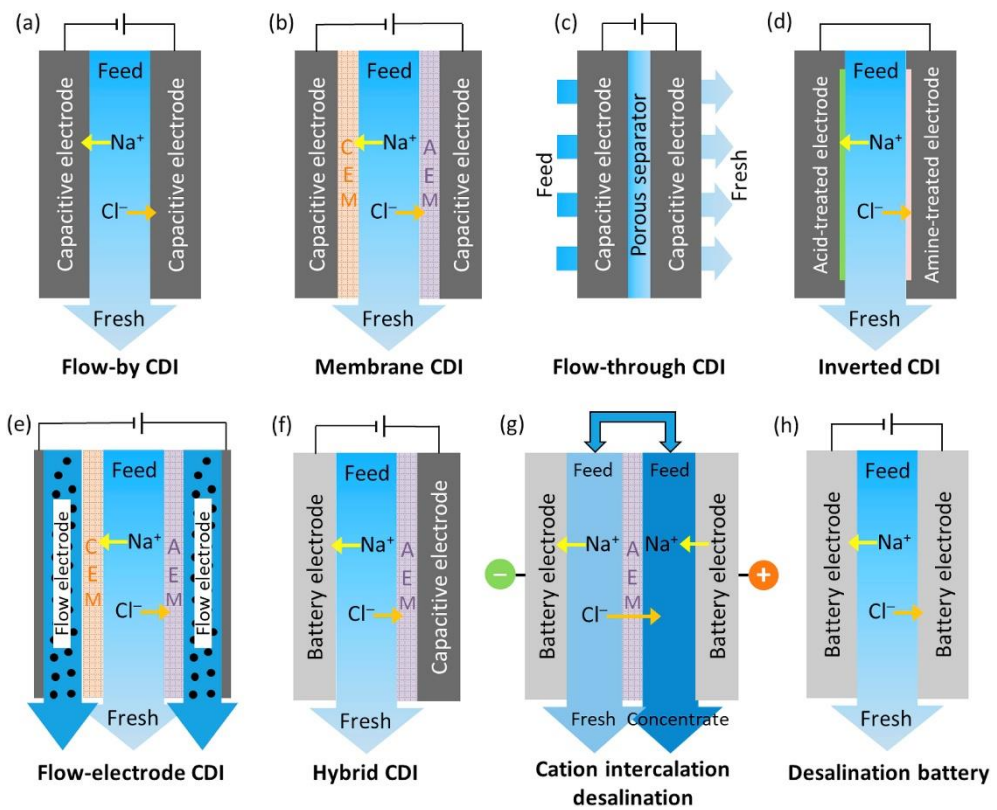 (a)
Capacitive electrode
Feed
Na⁺
Cl⁻
Capacitive electrode
Fresh
Flow-by CDI
(b)
Capacitive electrode
CEM
Feed
Na⁺
Cl⁻
AEM
Capacitive electrode
Fresh
Membrane CDI
(c)
Feed
Capacitive electrode
Porous separator
Capacitive electrode
Fresh
Flow-through CDI
(d)
Acid-treated electrode
Feed
Na⁺
Cl⁻
Amine-treated electrode
Fresh
Inverted CDI
(e)
Flow electrode
CEM
Feed
Na⁺
Cl⁻
AEM
Flow electrode
Fresh
Flow-electrode CDI
(f)
Battery electrode
Feed
Na⁺
Cl⁻
AEM
Capacitive electrode
Fresh
Hybrid CDI
(g)
−
Battery electrode
Feed
Na⁺
Cl⁻
AEM
Feed
Na⁺
Battery electrode
+
Fresh
Concentrate
Cation intercalation
desalination
(h)
Battery electrode
Feed
Na⁺
Cl⁻
Battery electrode
Fresh
Desalination battery